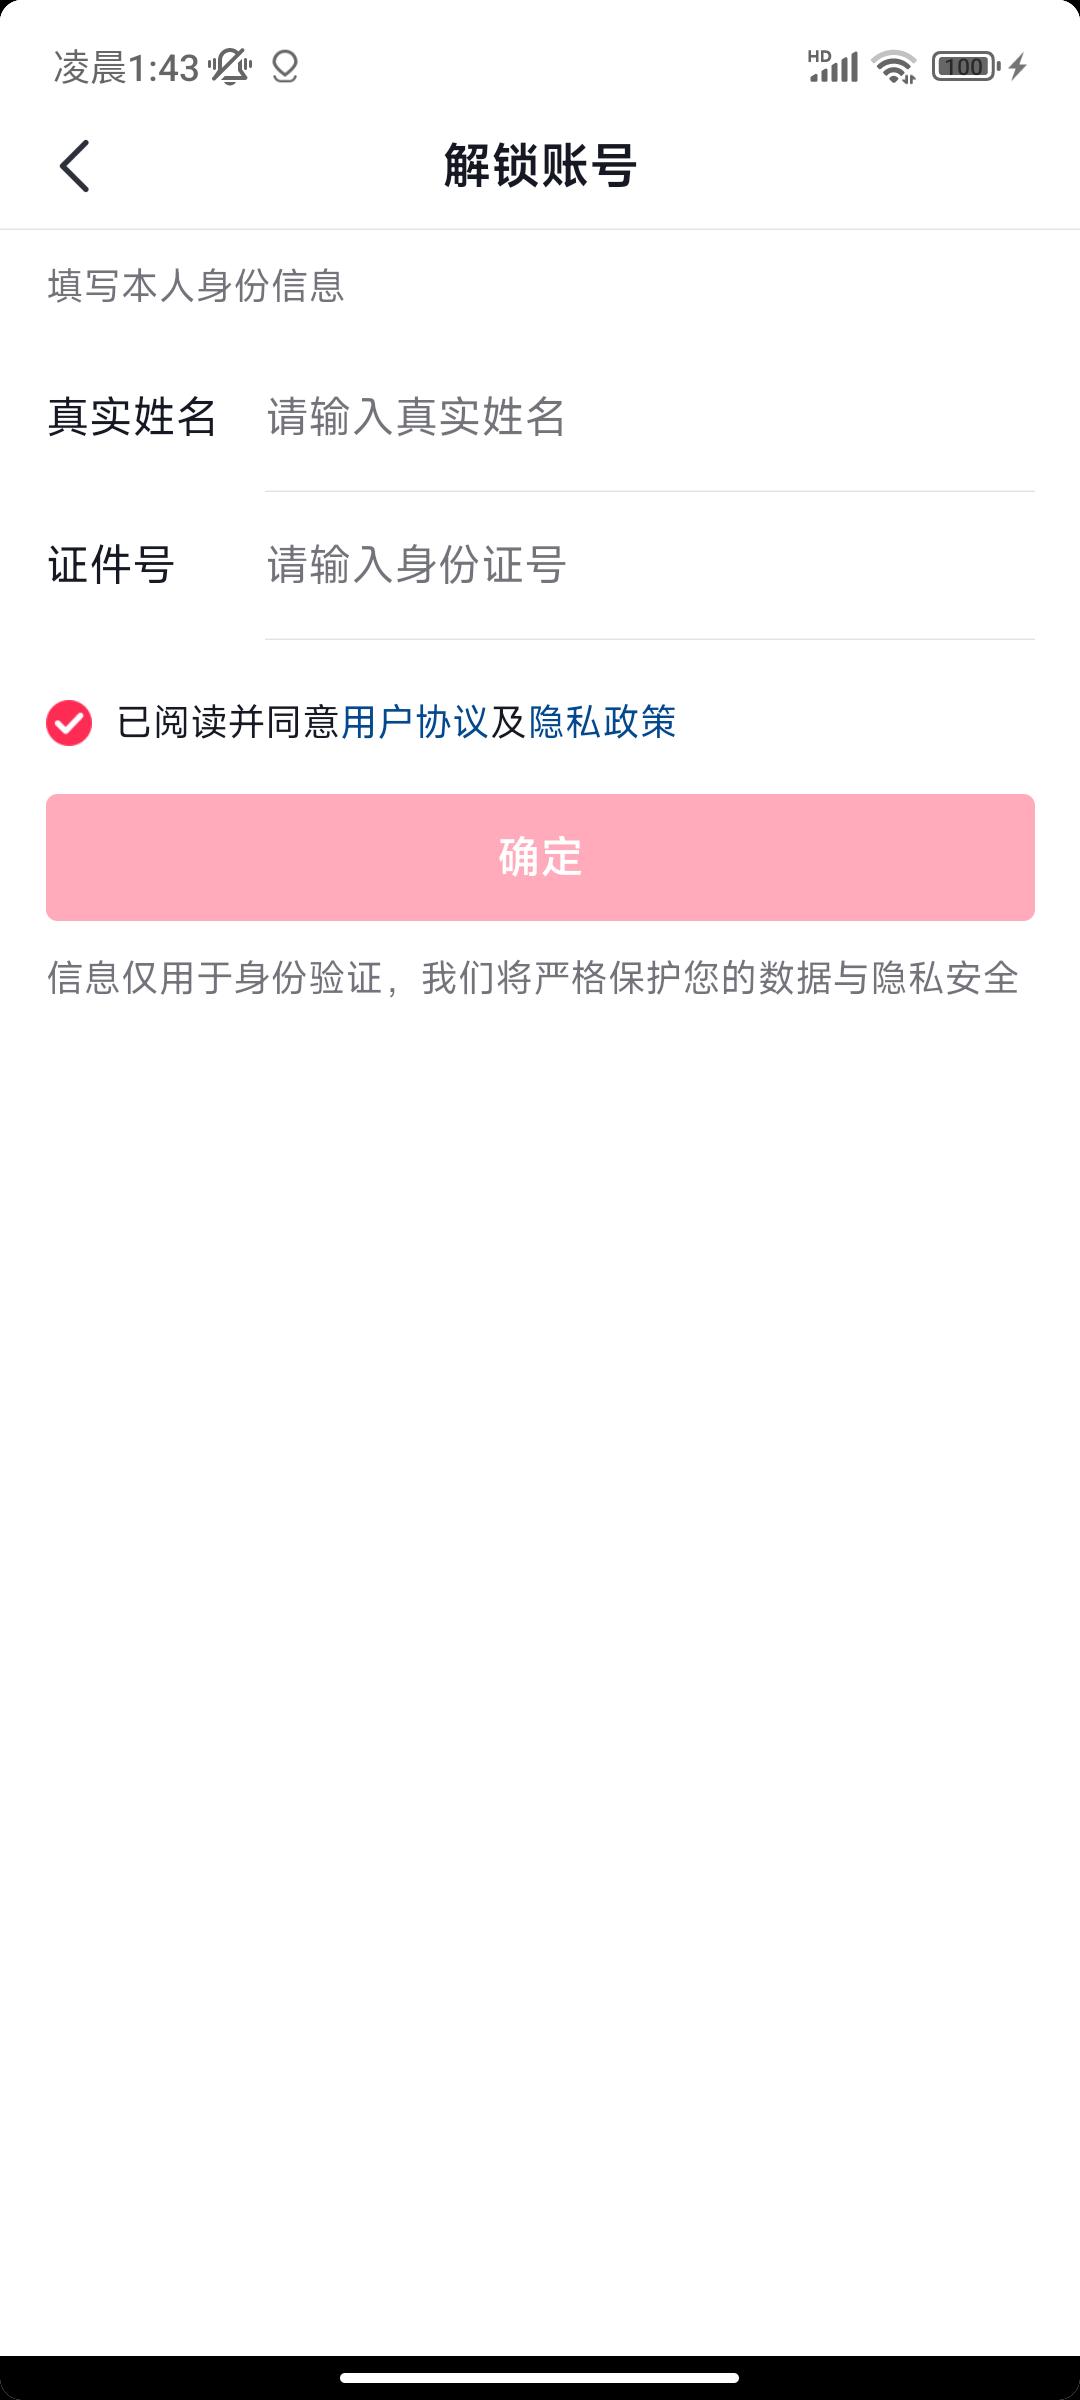 凌晨1:43 HD 100
解锁账号
填写本人身份信息
真实姓名 请输入真实姓名
证件号 请输入身份证号
已阅读并同意用户协议及隐私政策
确定
信息仅用于身份验证，我们将严格保护您的数据与隐私安全